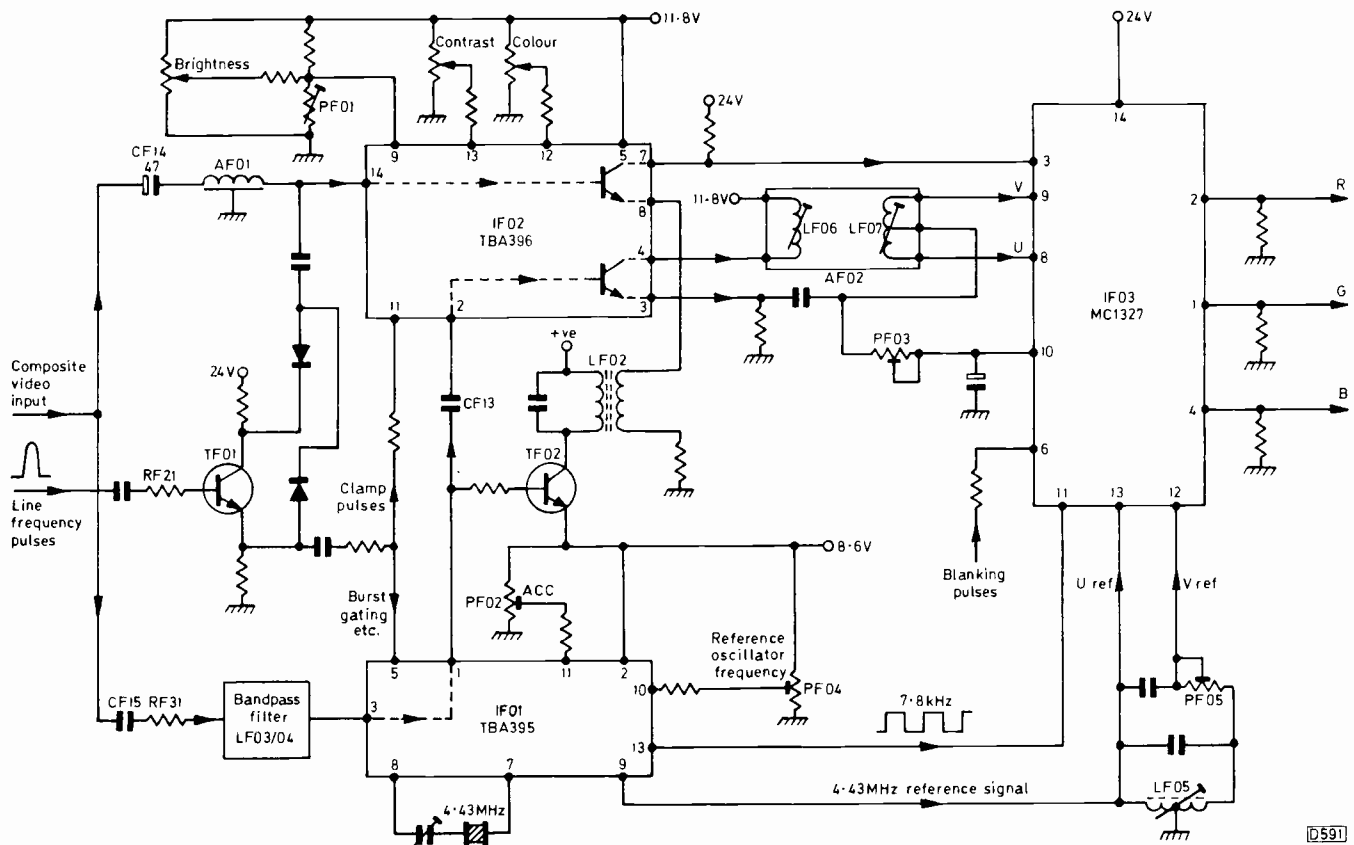 11·8V
Brightness
Contrast
Colour
PF01
24V
24V
CF14
47
AF01
9
13
12
5
7
14
14
3
IF02
TBA396
8
11·8V
LF06
LF07
V
9
2
R
4
U
8
AF02
11
2
3
IF03
MC1327
1
G
+ve
LF02
PF03
10
Composite
video
input
24V
CF13
4
B
TF01
TF02
6
RF21
Clamp
pulses
Line
frequency
pulses
11
13
12
8·6V
Blanking
pulses
U ref
V ref
Burst
gating
etc.
PF02
ACC
Reference
oscillator
frequency
5
1
11
2
10
PF04
PF05
CF15
RF31
Bandpass
filter
LF03/04
3
IF01
TBA395
7·8kHz
13
8
7
9
4·43MHz reference signal
LF05
4·43MHz
D591